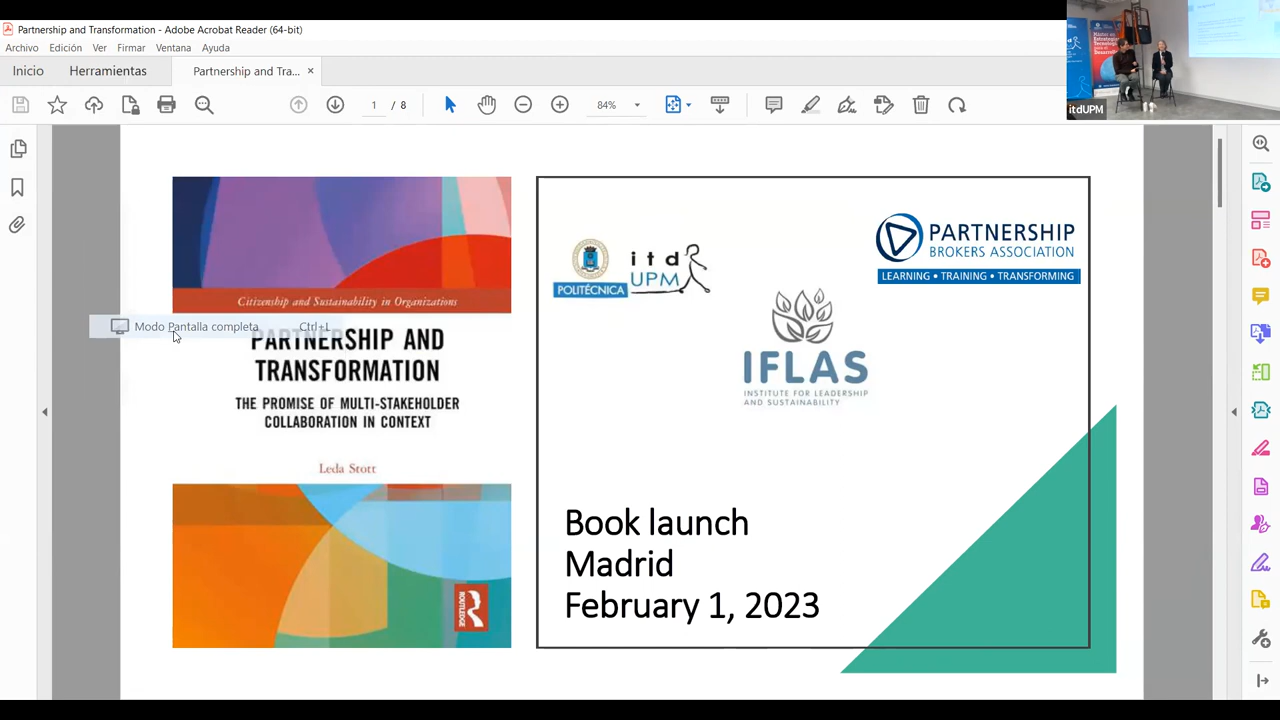 Partnership and Transformation - Adobe Acrobat Reader (64-bit)
Archivo Edición Ver Firmar Ventana Ayuda
Inicio Herramientas Partnership and Tra... ×
1 / 8 84%
itdUPM
Citizenship and Sustainability in Organizations
Modo Pantalla completa Ctrl+L
PARTNERSHIP AND
TRANSFORMATION
THE PROMISE OF MULTI-STAKEHOLDER
COLLABORATION IN CONTEXT
Leda Stott
ROUTLEDGE
POLITÉCNICA
itd
UPM
PARTNERSHIP
BROKERS ASSOCIATION
LEARNING • TRAINING • TRANSFORMING
IFLAS
INSTITUTE FOR LEADERSHIP
AND SUSTAINABILITY
Book launch
Madrid
February 1, 2023